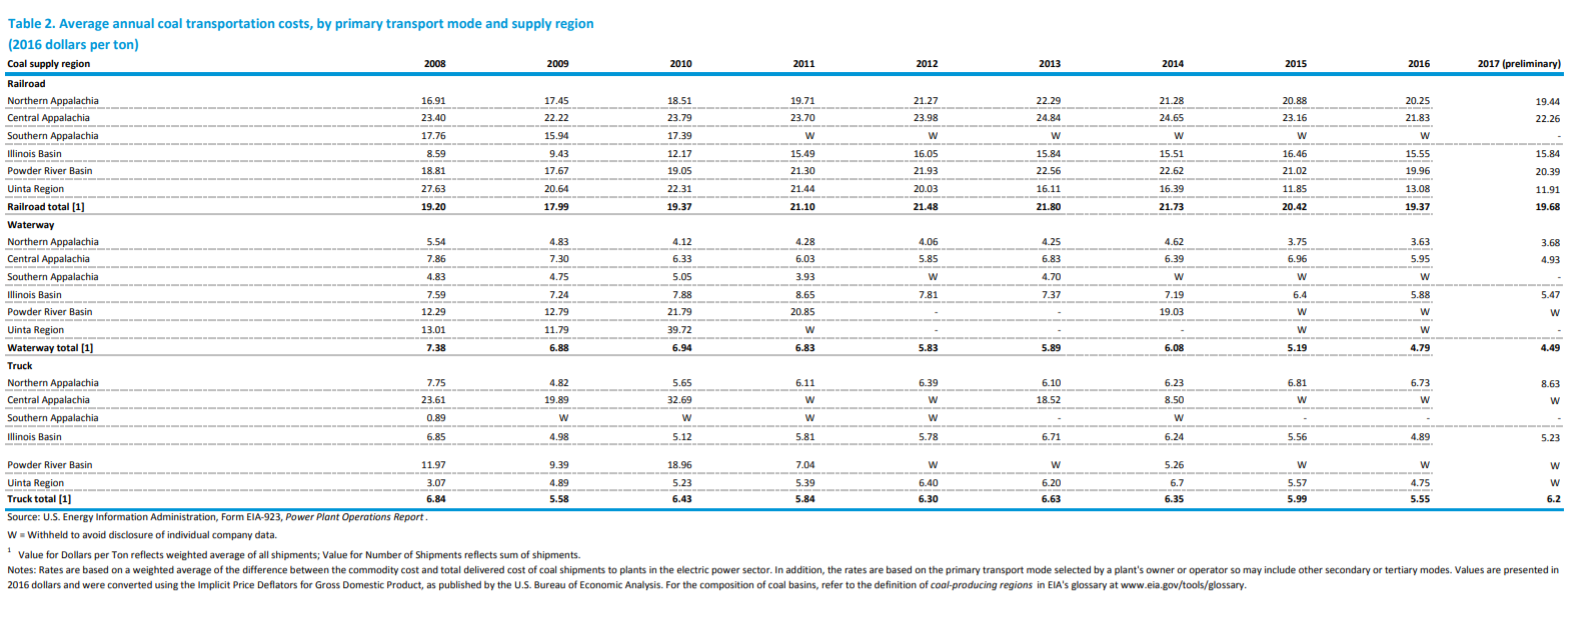 Table 2. Average annual coal transportation costs, by primary transport mode and supply region
(2016 dollars per ton)
Coal supply region 2008 2009 2010 2011 2012 2013 2014 2015 2016 2017 (preliminary)
Railroad
Northern Appalachia 16.91 17.45 18.51 19.71 21.27 22.29 21.28 20.88 20.25 19.44
Central Appalachia 23.40 22.22 23.79 23.70 23.98 24.84 24.65 23.16 21.83 22.26
Southern Appalachia 17.76 15.94 17.39 W W W W W W -
Illinois Basin 8.59 9.43 12.17 15.49 16.05 15.84 15.51 16.46 15.55 15.84
Powder River Basin 18.81 17.67 19.05 21.30 21.93 22.56 22.62 21.02 19.96 20.39
Uinta Region 27.63 20.64 22.31 21.44 20.03 16.11 16.39 11.85 13.08 11.91
Railroad total [1] 19.20 17.99 19.37 21.10 21.48 21.80 21.73 20.42 19.37 19.68
Waterway
Northern Appalachia 5.54 4.83 4.12 4.28 4.06 4.25 4.62 3.75 3.63 3.68
Central Appalachia 7.86 7.30 6.33 6.03 5.85 6.83 6.39 6.96 5.95 4.93
Southern Appalachia 4.83 4.75 5.05 3.93 W 4.70 W W W -
Illinois Basin 7.59 7.24 7.88 8.65 7.81 7.37 7.19 6.4 5.88 5.47
Powder River Basin 12.29 12.79 21.79 20.85 - - 19.03 W W W
Uinta Region 13.01 11.79 39.72 W - - - W W -
Waterway total [1] 7.38 6.88 6.94 6.83 5.83 5.89 6.08 5.19 4.79 4.49
Truck
Northern Appalachia 7.75 4.82 5.65 6.11 6.39 6.10 6.23 6.81 6.73 8.63
Central Appalachia 23.61 19.89 32.69 W W 18.52 8.50 W W W
Southern Appalachia 0.89 W W W W - W - - -
Illinois Basin 6.85 4.98 5.12 5.81 5.78 6.71 6.24 5.56 4.89 5.23
Powder River Basin 11.97 9.39 18.96 7.04 W W 5.26 W W W
Uinta Region 3.07 4.89 5.23 5.39 6.40 6.20 6.7 5.57 4.75 W
Truck total [1] 6.84 5.58 6.43 5.84 6.30 6.63 6.35 5.99 5.55 6.2
Source: U.S. Energy Information Administration, Form EIA-923, Power Plant Operations Report .
W = Withheld to avoid disclosure of individual company data.
1 Value for Dollars per Ton reflects weighted average of all shipments; Value for Number of Shipments reflects sum of shipments.
Notes: Rates are based on a weighted average of the difference between the commodity cost and total delivered cost of coal shipments to plants in the electric power sector. In addition, the rates are based on the primary transport mode selected by a plant's owner or operator so may include other secondary or tertiary modes. Values are presented in
2016 dollars and were converted using the Implicit Price Deflators for Gross Domestic Product, as published by the U.S. Bureau of Economic Analysis. For the composition of coal basins, refer to the definition of coal-producing regions in EIA's glossary at www.eia.gov/tools/glossary.